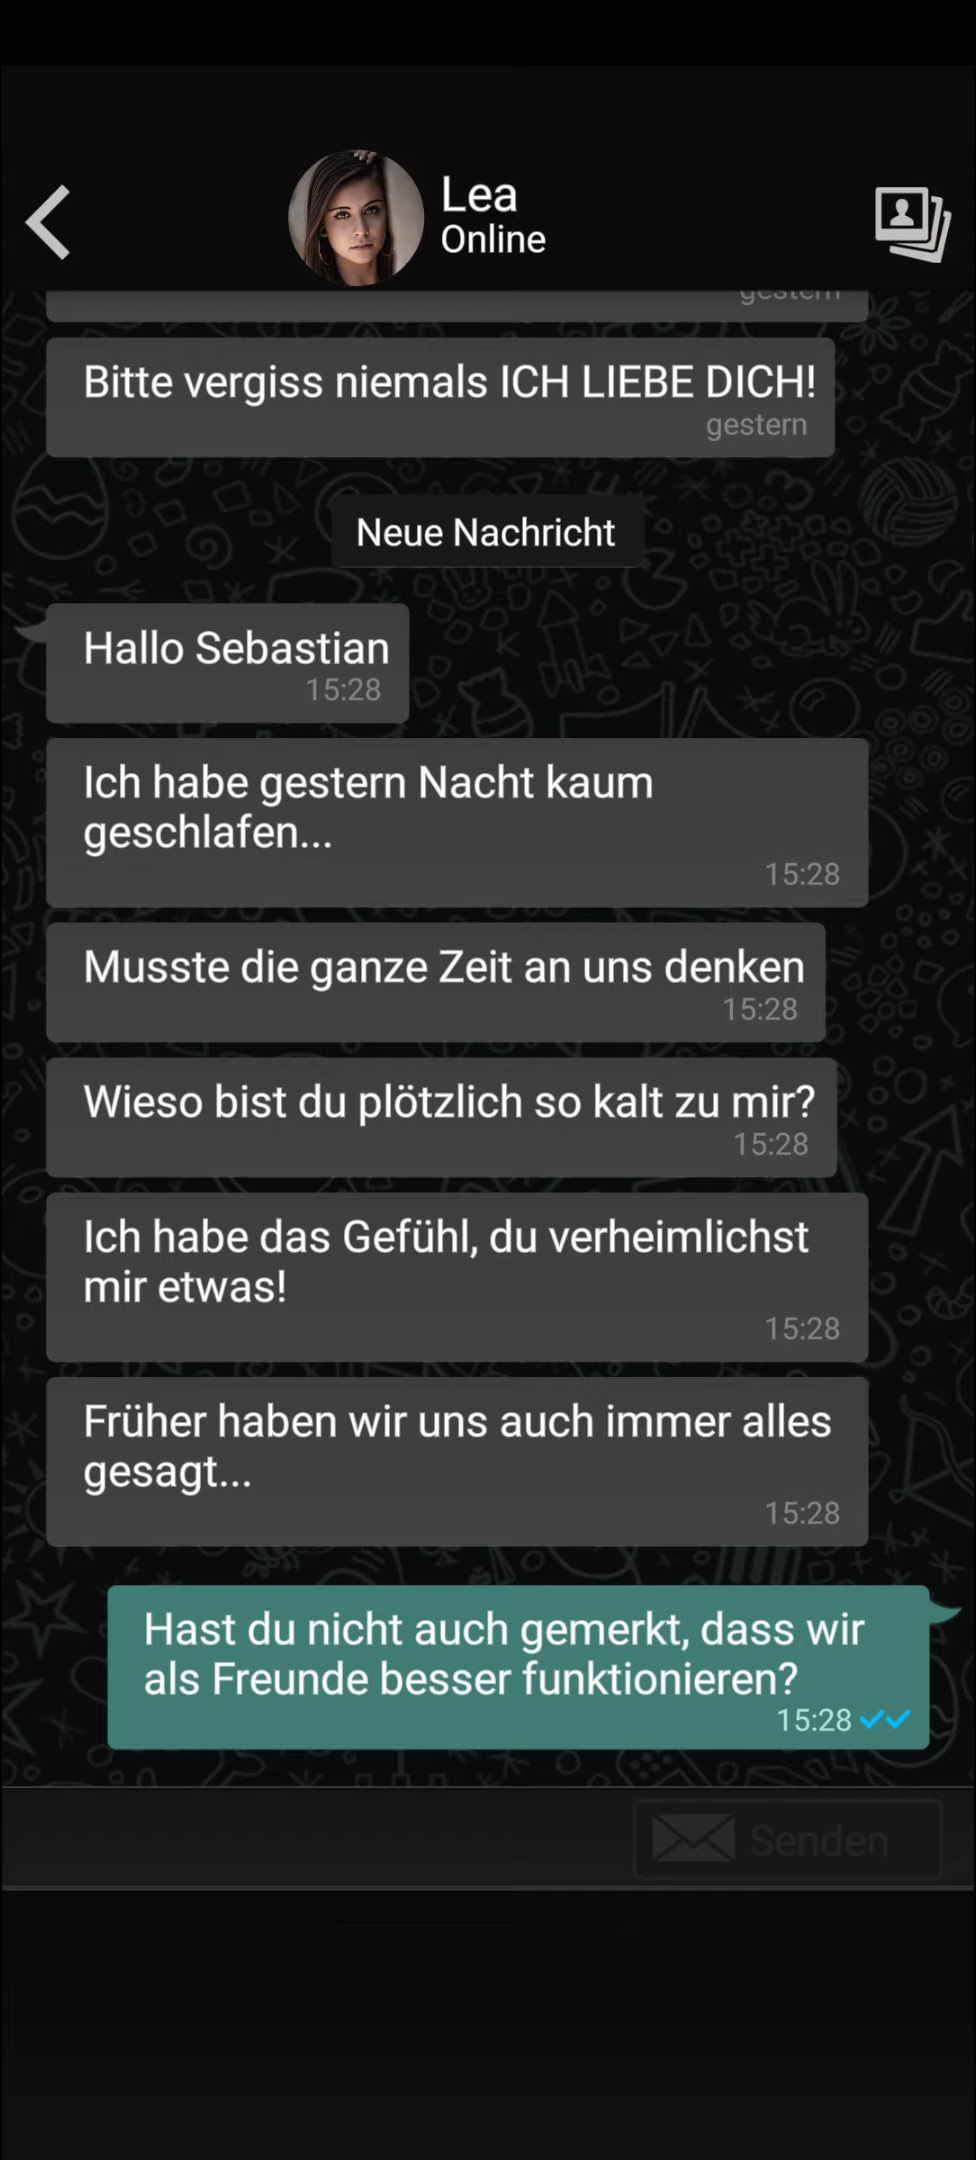 Lea
Online
gestern
Bitte vergiss niemals ICH LIEBE DICH!
gestern
Neue Nachricht
Hallo Sebastian
15:28
Ich habe gestern Nacht kaum
geschlafen...
15:28
Musste die ganze Zeit an uns denken
15:28
Wieso bist du plötzlich so kalt zu mir?
15:28
Ich habe das Gefühl, du verheimlichst
mir etwas!
15:28
Früher haben wir uns auch immer alles
gesagt...
15:28
Hast du nicht auch gemerkt, dass wir
als Freunde besser funktionieren?
15:28
Senden